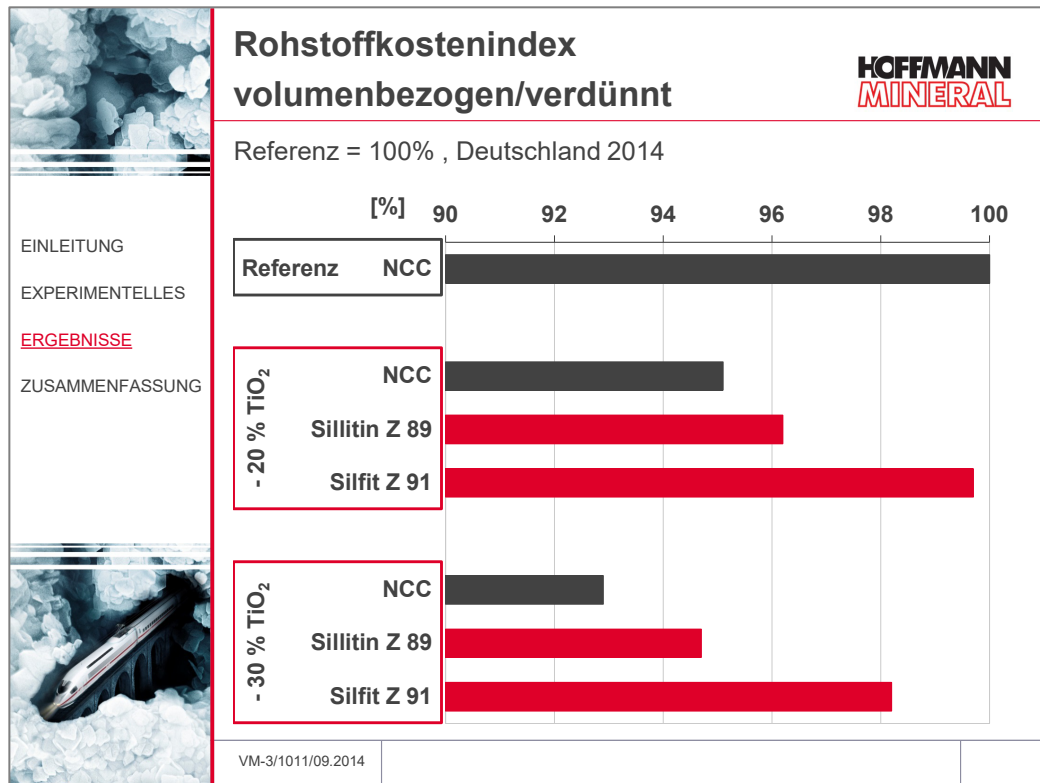 Rohstoffkostenindex
volumenbezogen/verdünnt
HOFFMANN
MINERAL
Referenz = 100% , Deutschland 2014
EINLEITUNG
EXPERIMENTELLES
ERGEBNISSE
ZUSAMMENFASSUNG
[%] 90 92 94 96 98 100
Referenz NCC
- 20 % TiO₂
NCC
Sillitin Z 89
Silfit Z 91
- 30 % TiO₂
NCC
Sillitin Z 89
Silfit Z 91
VM-3/1011/09.2014